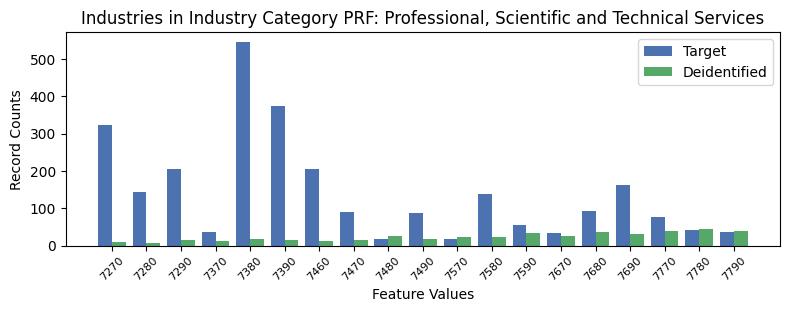 Industries in Industry Category PRF: Professional, Scientific and Technical Services
Target
Deidentified
Record Counts
500
400
300
200
100
0
7270 7280 7290 7370 7380 7390 7460 7470 7480 7490 7570 7580 7590 7670 7680 7690 7770 7780 7790
Feature Values